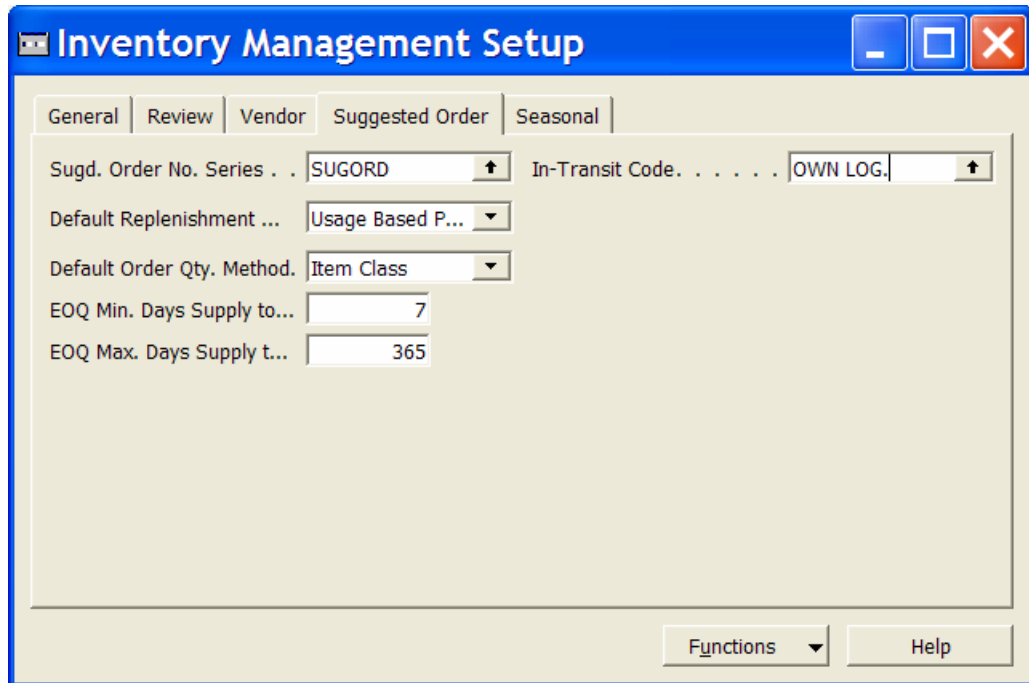 Inventory Management Setup
General Review Vendor Suggested Order Seasonal
Sugd. Order No. Series . . SUGORD In-Transit Code. . . . . . OWN LOG.
Default Replenishment ... Usage Based P...
Default Order Qty. Method. Item Class
EOQ Min. Days Supply to... 7
EOQ Max. Days Supply t... 365
Functions Help